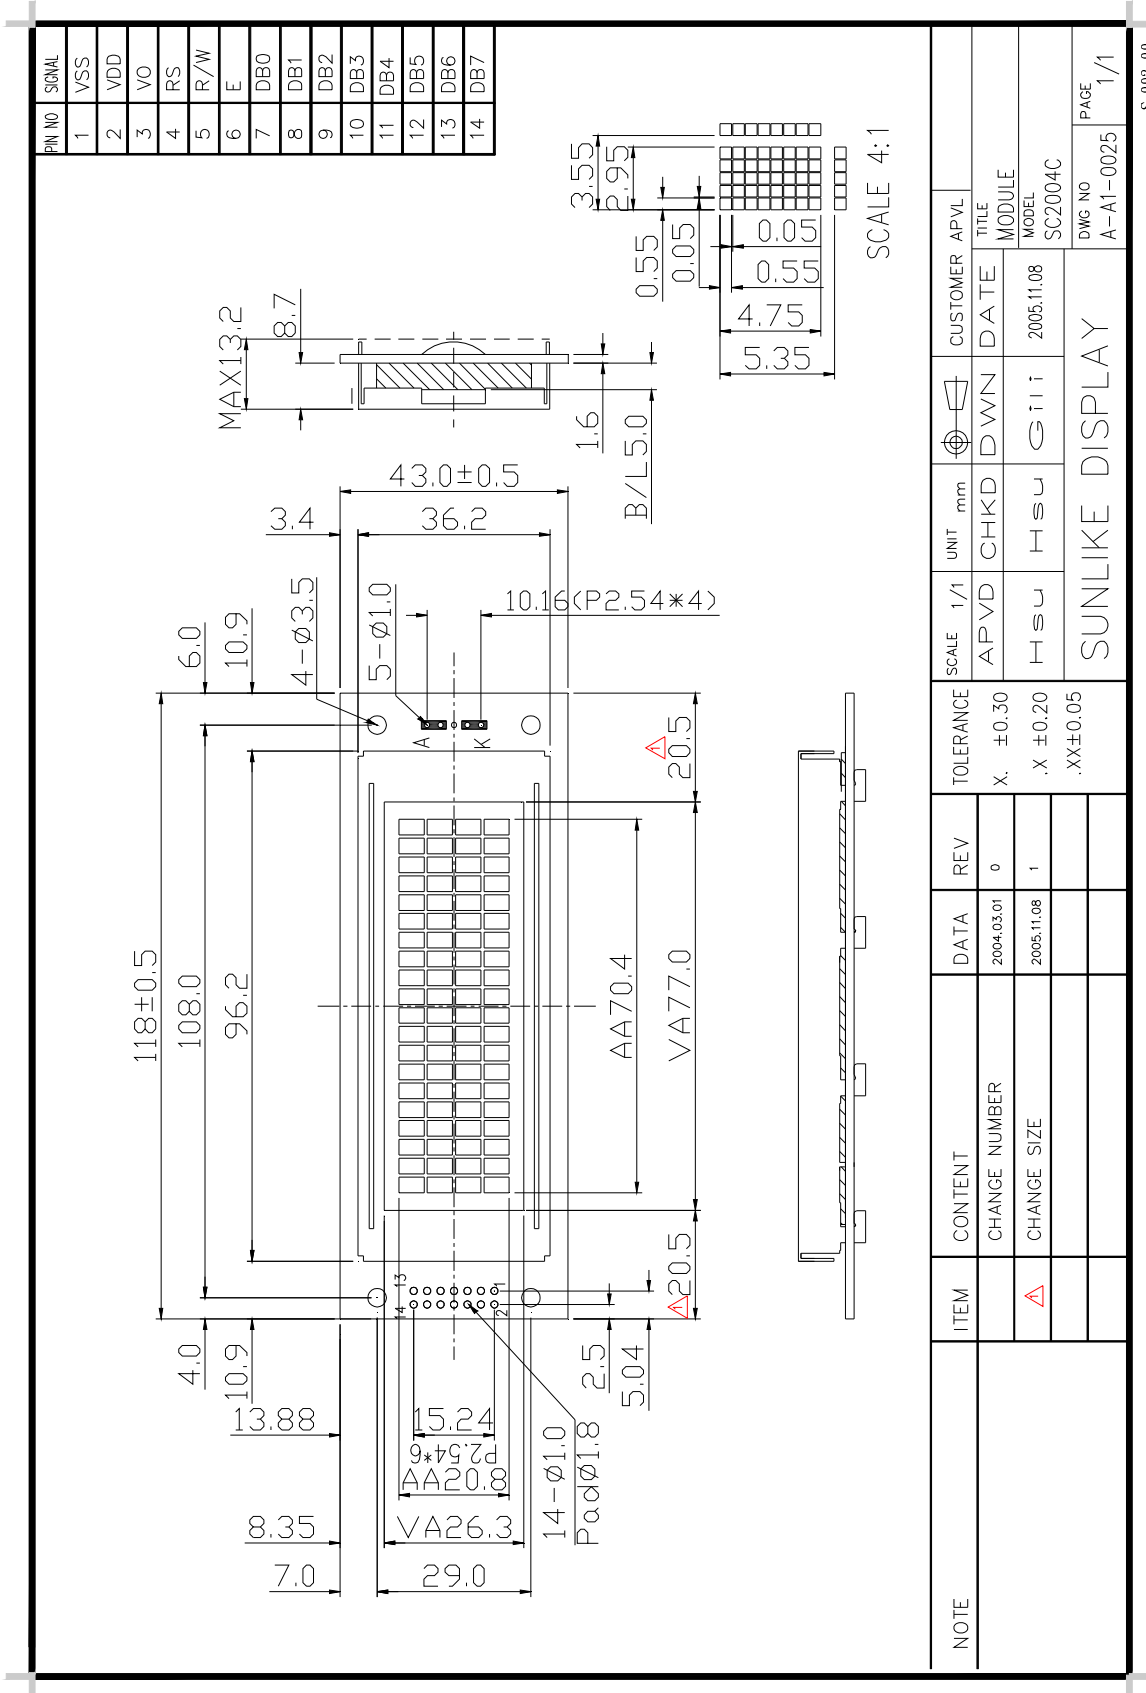 PIN NO SIGNAL
1 VSS
2 VDD
3 VO
4 RS
5 R/W
6 E
7 DB0
8 DB1
9 DB2
10 DB3
11 DB4
12 DB5
13 DB6
14 DB7
118±0.5
108.0
96.2
6.0
10.9
4-ø3.5
5-ø1.0
3.4
43.0±0.5
36.2
10.16(P2.54*4)
A
K
20.5
1
AA70.4
VA77.0
20.5
1
13
14
1
2
4.0
10.9
13.88
8.35
7.0
15.24
P2.54*6
AA20.8
VA26.3
29.0
2.5
5.04
14-ø1.0
Padø1.8
MAX13.2
8.7
1.6
B/L5.0
3.55
2.95
0.55
0.05
0.05
0.55
4.75
5.35
SCALE 4:1
NOTE
ITEM CONTENT DATA REV
CHANGE NUMBER 2004.03.01 0
1 CHANGE SIZE 2005.11.08 1
TOLERANCE
X. ±0.30
.X ±0.20
.XX±0.05
SCALE 1/1 UNIT mm CUSTOMER APVL
APVD CHKD DWN DATE
Hsu Hsu Gili 2005.11.08
TITLE
MODULE
MODEL
SC2004C
SUNLIKE DISPLAY
DWG NO
A-A1-0025
PAGE
1/1